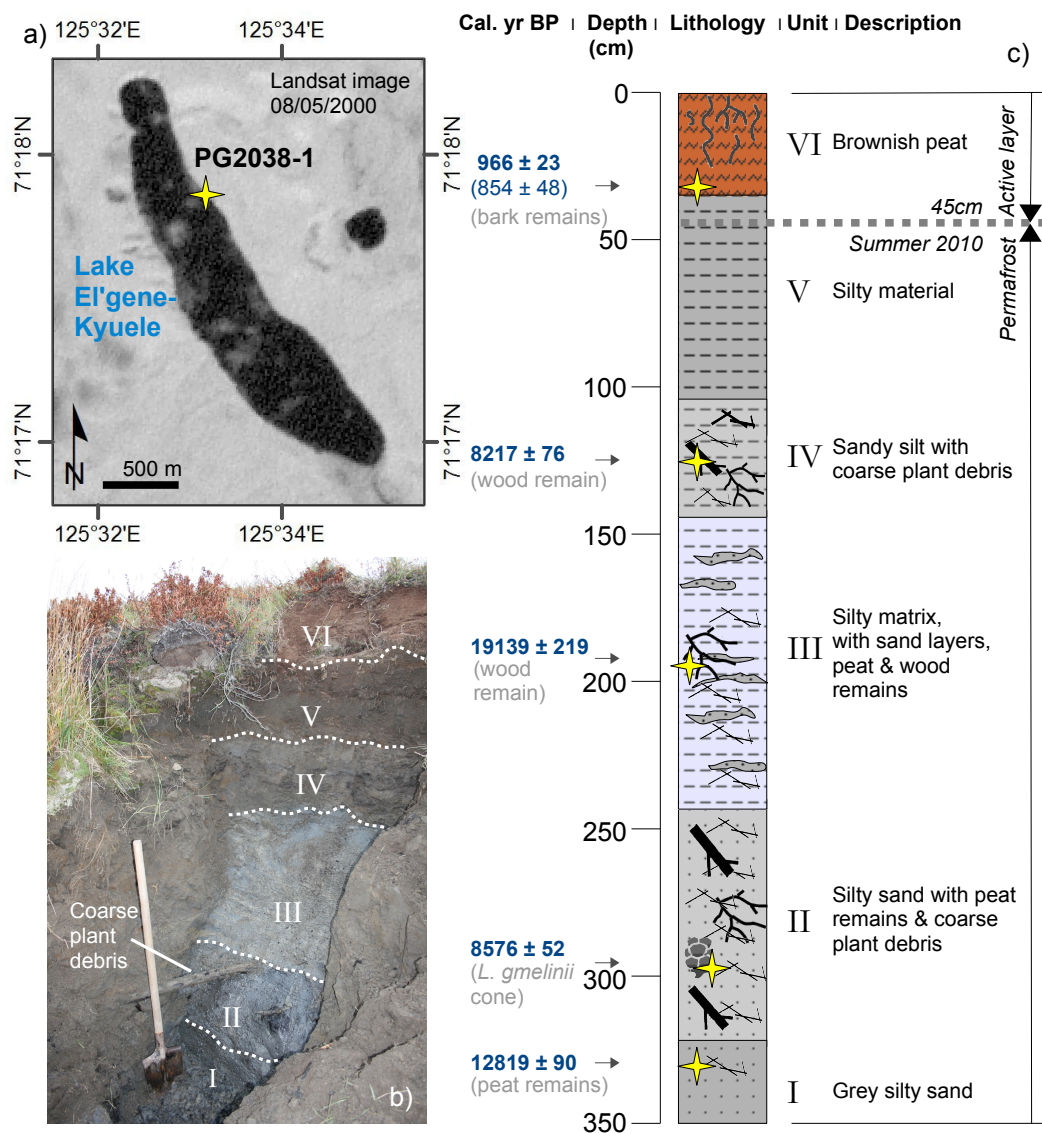 a)
125°32'E
125°34'E
Landsat image
08/05/2000
71°18'N
71°18'N
PG2038-1
Lake
El'gene-
Kyuele
71°17'N
71°17'N
N
500 m
125°32'E
125°34'E
VI
V
IV
III
II
I
Coarse
plant
debris
b)
Cal. yr BP
Depth
(cm)
Lithology
Unit
Description
c)
0
50
100
150
200
250
300
350
966 ± 23
(854 ± 48)
(bark remains)
8217 ± 76
(wood remain)
19139 ± 219
(wood
remain)
8576 ± 52
(L. gmelinii
cone)
12819 ± 90
(peat remains)
VI
Brownish peat
45cm
Summer 2010
Active layer
Permafrost
V
Silty material
IV
Sandy silt with
coarse plant debris
III
Silty matrix,
with sand layers,
peat & wood
remains
II
Silty sand with peat
remains & coarse
plant debris
I
Grey silty sand